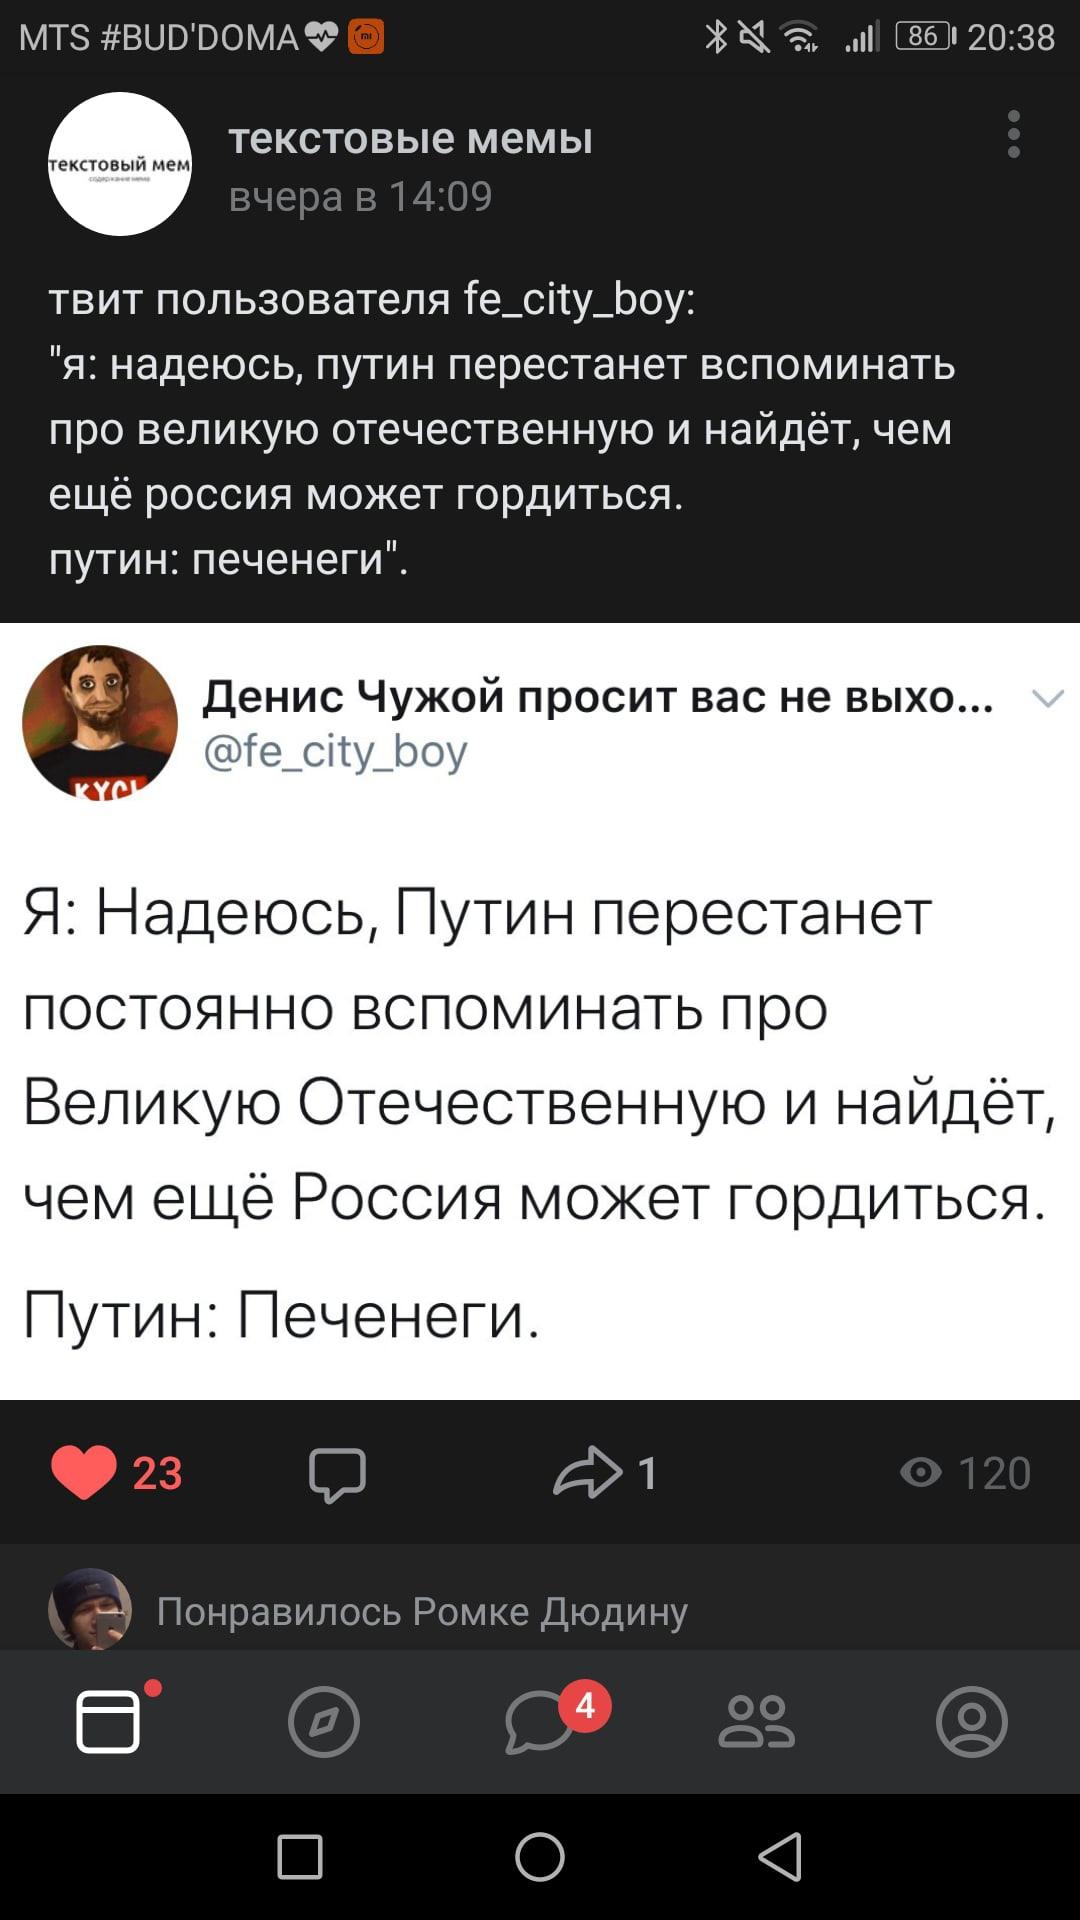 MTS #BUD'DOMA
86
20:38
текстовый мем
текстовые мемы
вчера в 14:09
твит пользователя fe_city_boy:
"я: надеюсь, путин перестанет вспоминать
про великую отечественную и найдёт, чем
ещё россия может гордиться.
путин: печенеги".
Денис Чужой просит вас не выхо...
@fe_city_boy
КУСЬ
Я: Надеюсь, Путин перестанет
постоянно вспоминать про
Великую Отечественную и найдёт,
чем ещё Россия может гордиться.
Путин: Печенеги.
23
1
120
Понравилось Ромке Дюдину
4